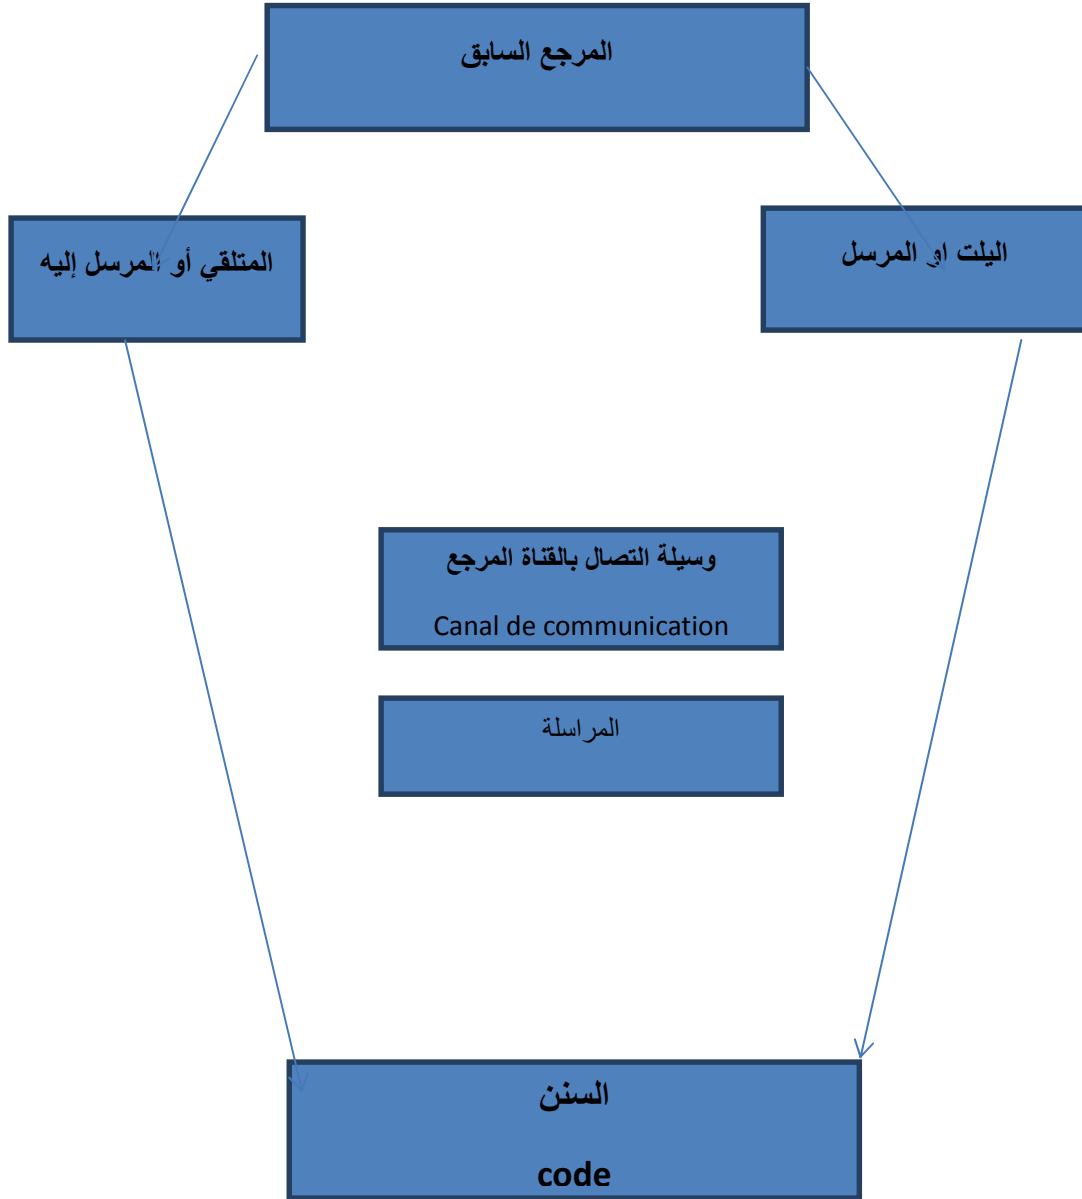 المرجع السابق
اليلت او المرسل
المتلقي أو المرسل إليه
وسيلة التصال بالقناة المرجع
Canal de communication
المراسلة
السنن
code